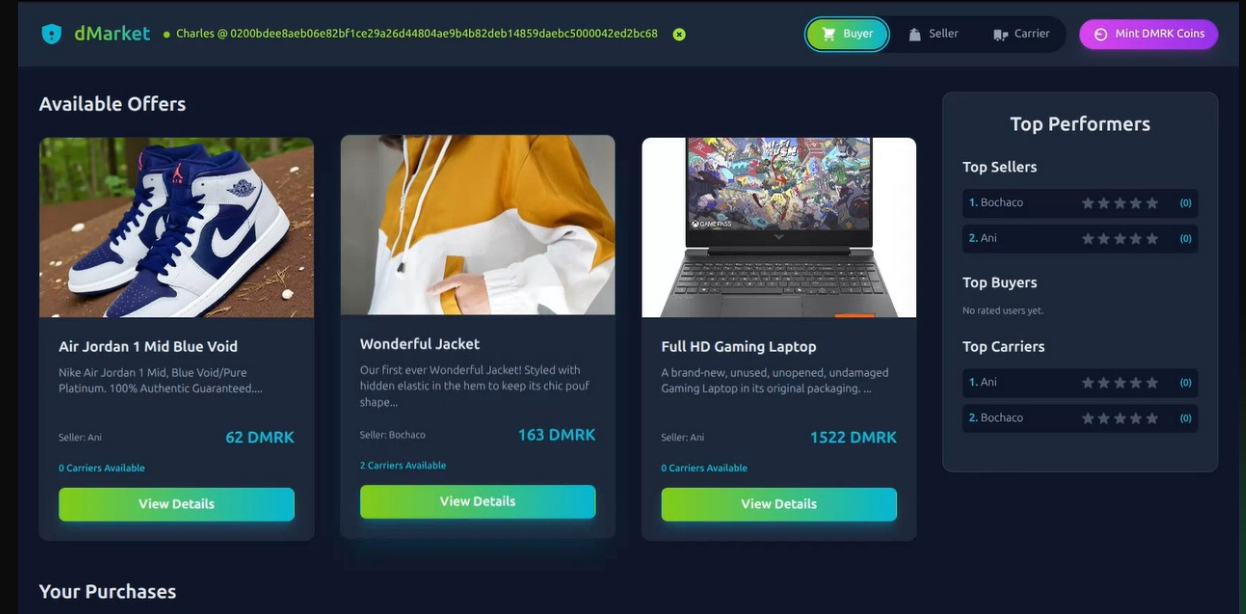 dMarket
Charles @ 0200bdee8aeb06e82bf1ce29a26d44804ae9b4b82deb14859daebc5000042ed2bc68
Buyer
Seller
Carrier
Mint DMRK Coins
Available Offers
AIR
HI-FI
RUSH
GAME PASS
Air Jordan 1 Mid Blue Void
Nike Air Jordan 1 Mid, Blue Void/Pure
Platinum. 100% Authentic Guaranteed....
Seller: Ani
62 DMRK
0 Carriers Available
View Details
Wonderful Jacket
Our first ever Wonderful Jacket! Styled with
hidden elastic in the hem to keep its chic pouf
shape...
Seller: Bochaco
163 DMRK
2 Carriers Available
View Details
Full HD Gaming Laptop
A brand-new, unused, unopened, undamaged
Gaming Laptop in its original packaging. ...
Seller: Ani
1522 DMRK
0 Carriers Available
View Details
Top Performers
Top Sellers
1. Bochaco
(0)
2. Ani
(0)
Top Buyers
No rated users yet.
Top Carriers
1. Ani
(0)
2. Bochaco
(0)
Your Purchases